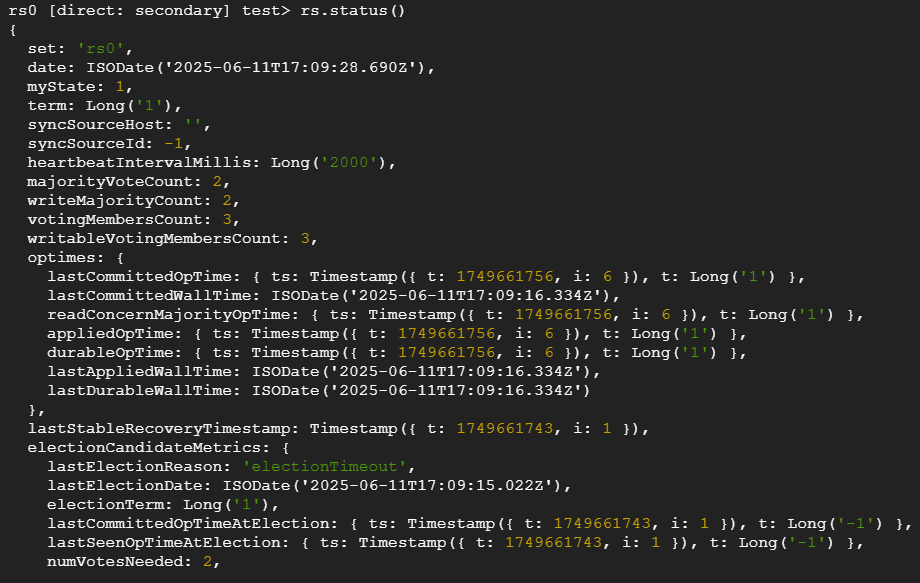 rs0 [direct: secondary] test> rs.status()
{
  set: 'rs0',
  date: ISODate('2025-06-11T17:09:28.690Z'),
  myState: 1,
  term: Long('1'),
  syncSourceHost: '',
  syncSourceId: -1,
  heartbeatIntervalMillis: Long('2000'),
  majorityVoteCount: 2,
  writeMajorityCount: 2,
  votingMembersCount: 3,
  writableVotingMembersCount: 3,
  optimes: {
    lastCommittedOpTime: { ts: Timestamp({ t: 1749661756, i: 6 }), t: Long('1') },
    lastCommittedWallTime: ISODate('2025-06-11T17:09:16.334Z'),
    readConcernMajorityOpTime: { ts: Timestamp({ t: 1749661756, i: 6 }), t: Long('1') },
    appliedOpTime: { ts: Timestamp({ t: 1749661756, i: 6 }), t: Long('1') },
    durableOpTime: { ts: Timestamp({ t: 1749661756, i: 6 }), t: Long('1') },
    lastAppliedWallTime: ISODate('2025-06-11T17:09:16.334Z'),
    lastDurableWallTime: ISODate('2025-06-11T17:09:16.334Z')
  },
  lastStableRecoveryTimestamp: Timestamp({ t: 1749661743, i: 1 }),
  electionCandidateMetrics: {
    lastElectionReason: 'electionTimeout',
    lastElectionDate: ISODate('2025-06-11T17:09:15.022Z'),
    electionTerm: Long('1'),
    lastCommittedOpTimeAtElection: { ts: Timestamp({ t: 1749661743, i: 1 }), t: Long('-1') },
    lastSeenOpTimeAtElection: { ts: Timestamp({ t: 1749661743, i: 1 }), t: Long('-1') },
    numVotesNeeded: 2,